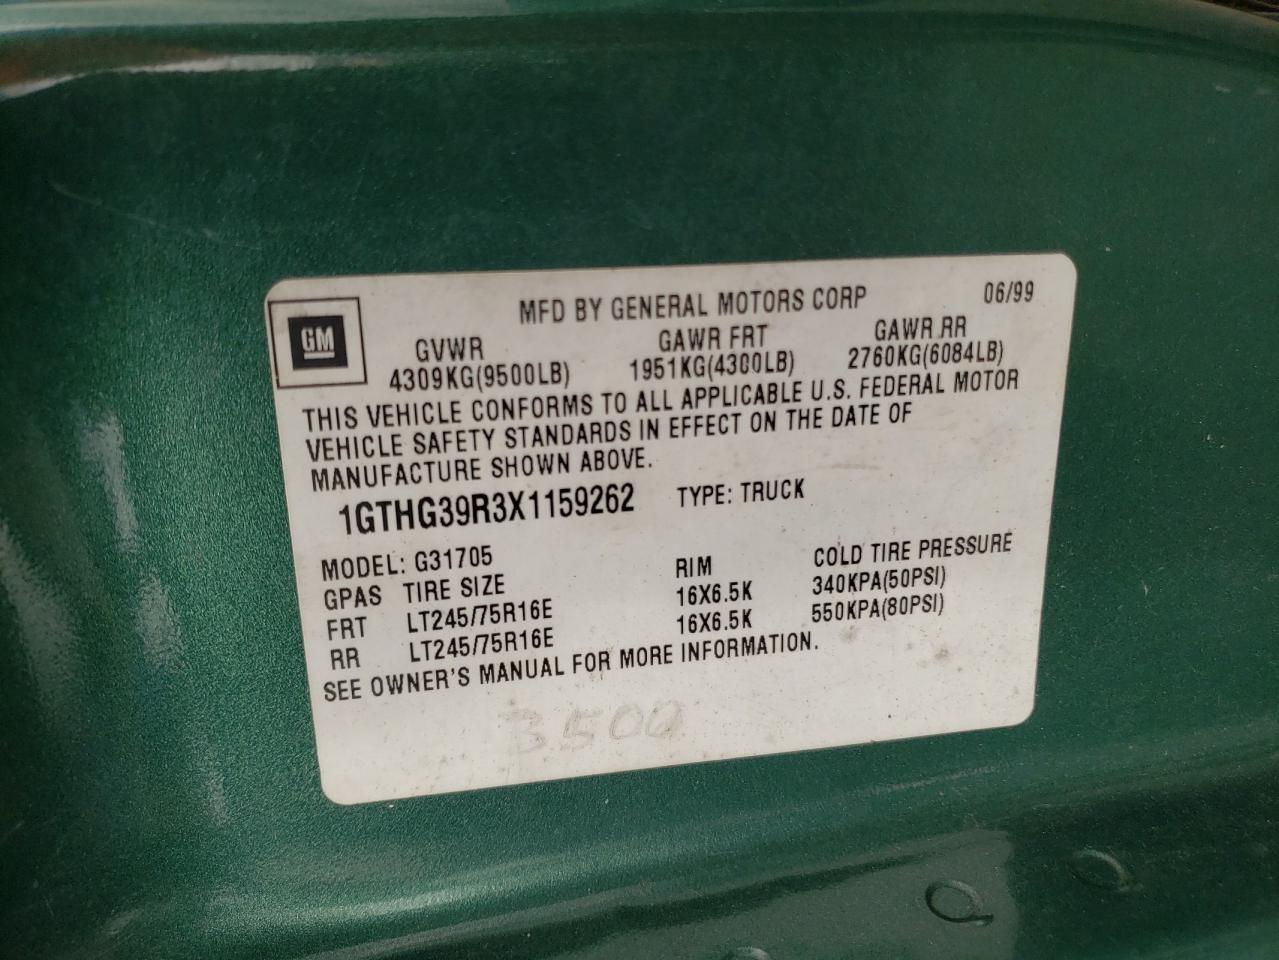 MFD BY GENERAL MOTORS CORP 06/99
GM
GVWR GAWR FRT GAWR RR
4309KG(9500LB) 1951KG(4300LB) 2760KG(6084LB)
THIS VEHICLE CONFORMS TO ALL APPLICABLE U.S. FEDERAL MOTOR
VEHICLE SAFETY STANDARDS IN EFFECT ON THE DATE OF
MANUFACTURE SHOWN ABOVE.
1GTHG39R3X1159262 TYPE: TRUCK
MODEL: G31705
GPAS TIRE SIZE RIM COLD TIRE PRESSURE
FRT LT245/75R16E 16X6.5K 340KPA(50PSI)
RR LT245/75R16E 16X6.5K 550KPA(80PSI)
SEE OWNER'S MANUAL FOR MORE INFORMATION.
3500